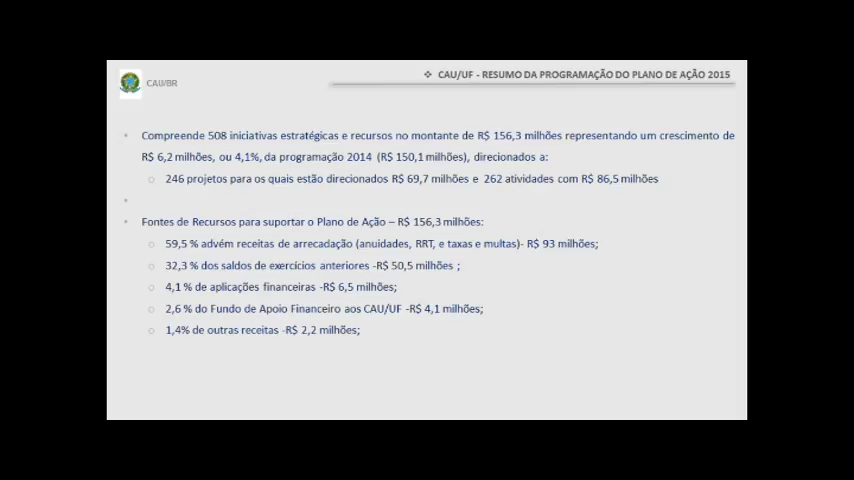 CAU/BR
❖ CAU/UF - RESUMO DA PROGRAMAÇÃO DO PLANO DE AÇÃO 2015
• Compreende 508 iniciativas estratégicas e recursos no montante de R$ 156,3 milhões representando um crescimento de
R$ 6,2 milhões, ou 4,1%, da programação 2014 (R$ 150,1 milhões), direcionados a:
○ 246 projetos para os quais estão direcionados R$ 69,7 milhões e 262 atividades com R$ 86,5 milhões
•
• Fontes de Recursos para suportar o Plano de Ação – R$ 156,3 milhões:
○ 59,5 % advém receitas de arrecadação (anuidades, RRT, e taxas e multas)- R$ 93 milhões;
○ 32,3 % dos saldos de exercícios anteriores -R$ 50,5 milhões ;
○ 4,1 % de aplicações financeiras -R$ 6,5 milhões;
○ 2,6 % do Fundo de Apoio Financeiro aos CAU/UF -R$ 4,1 milhões;
○ 1,4% de outras receitas -R$ 2,2 milhões;